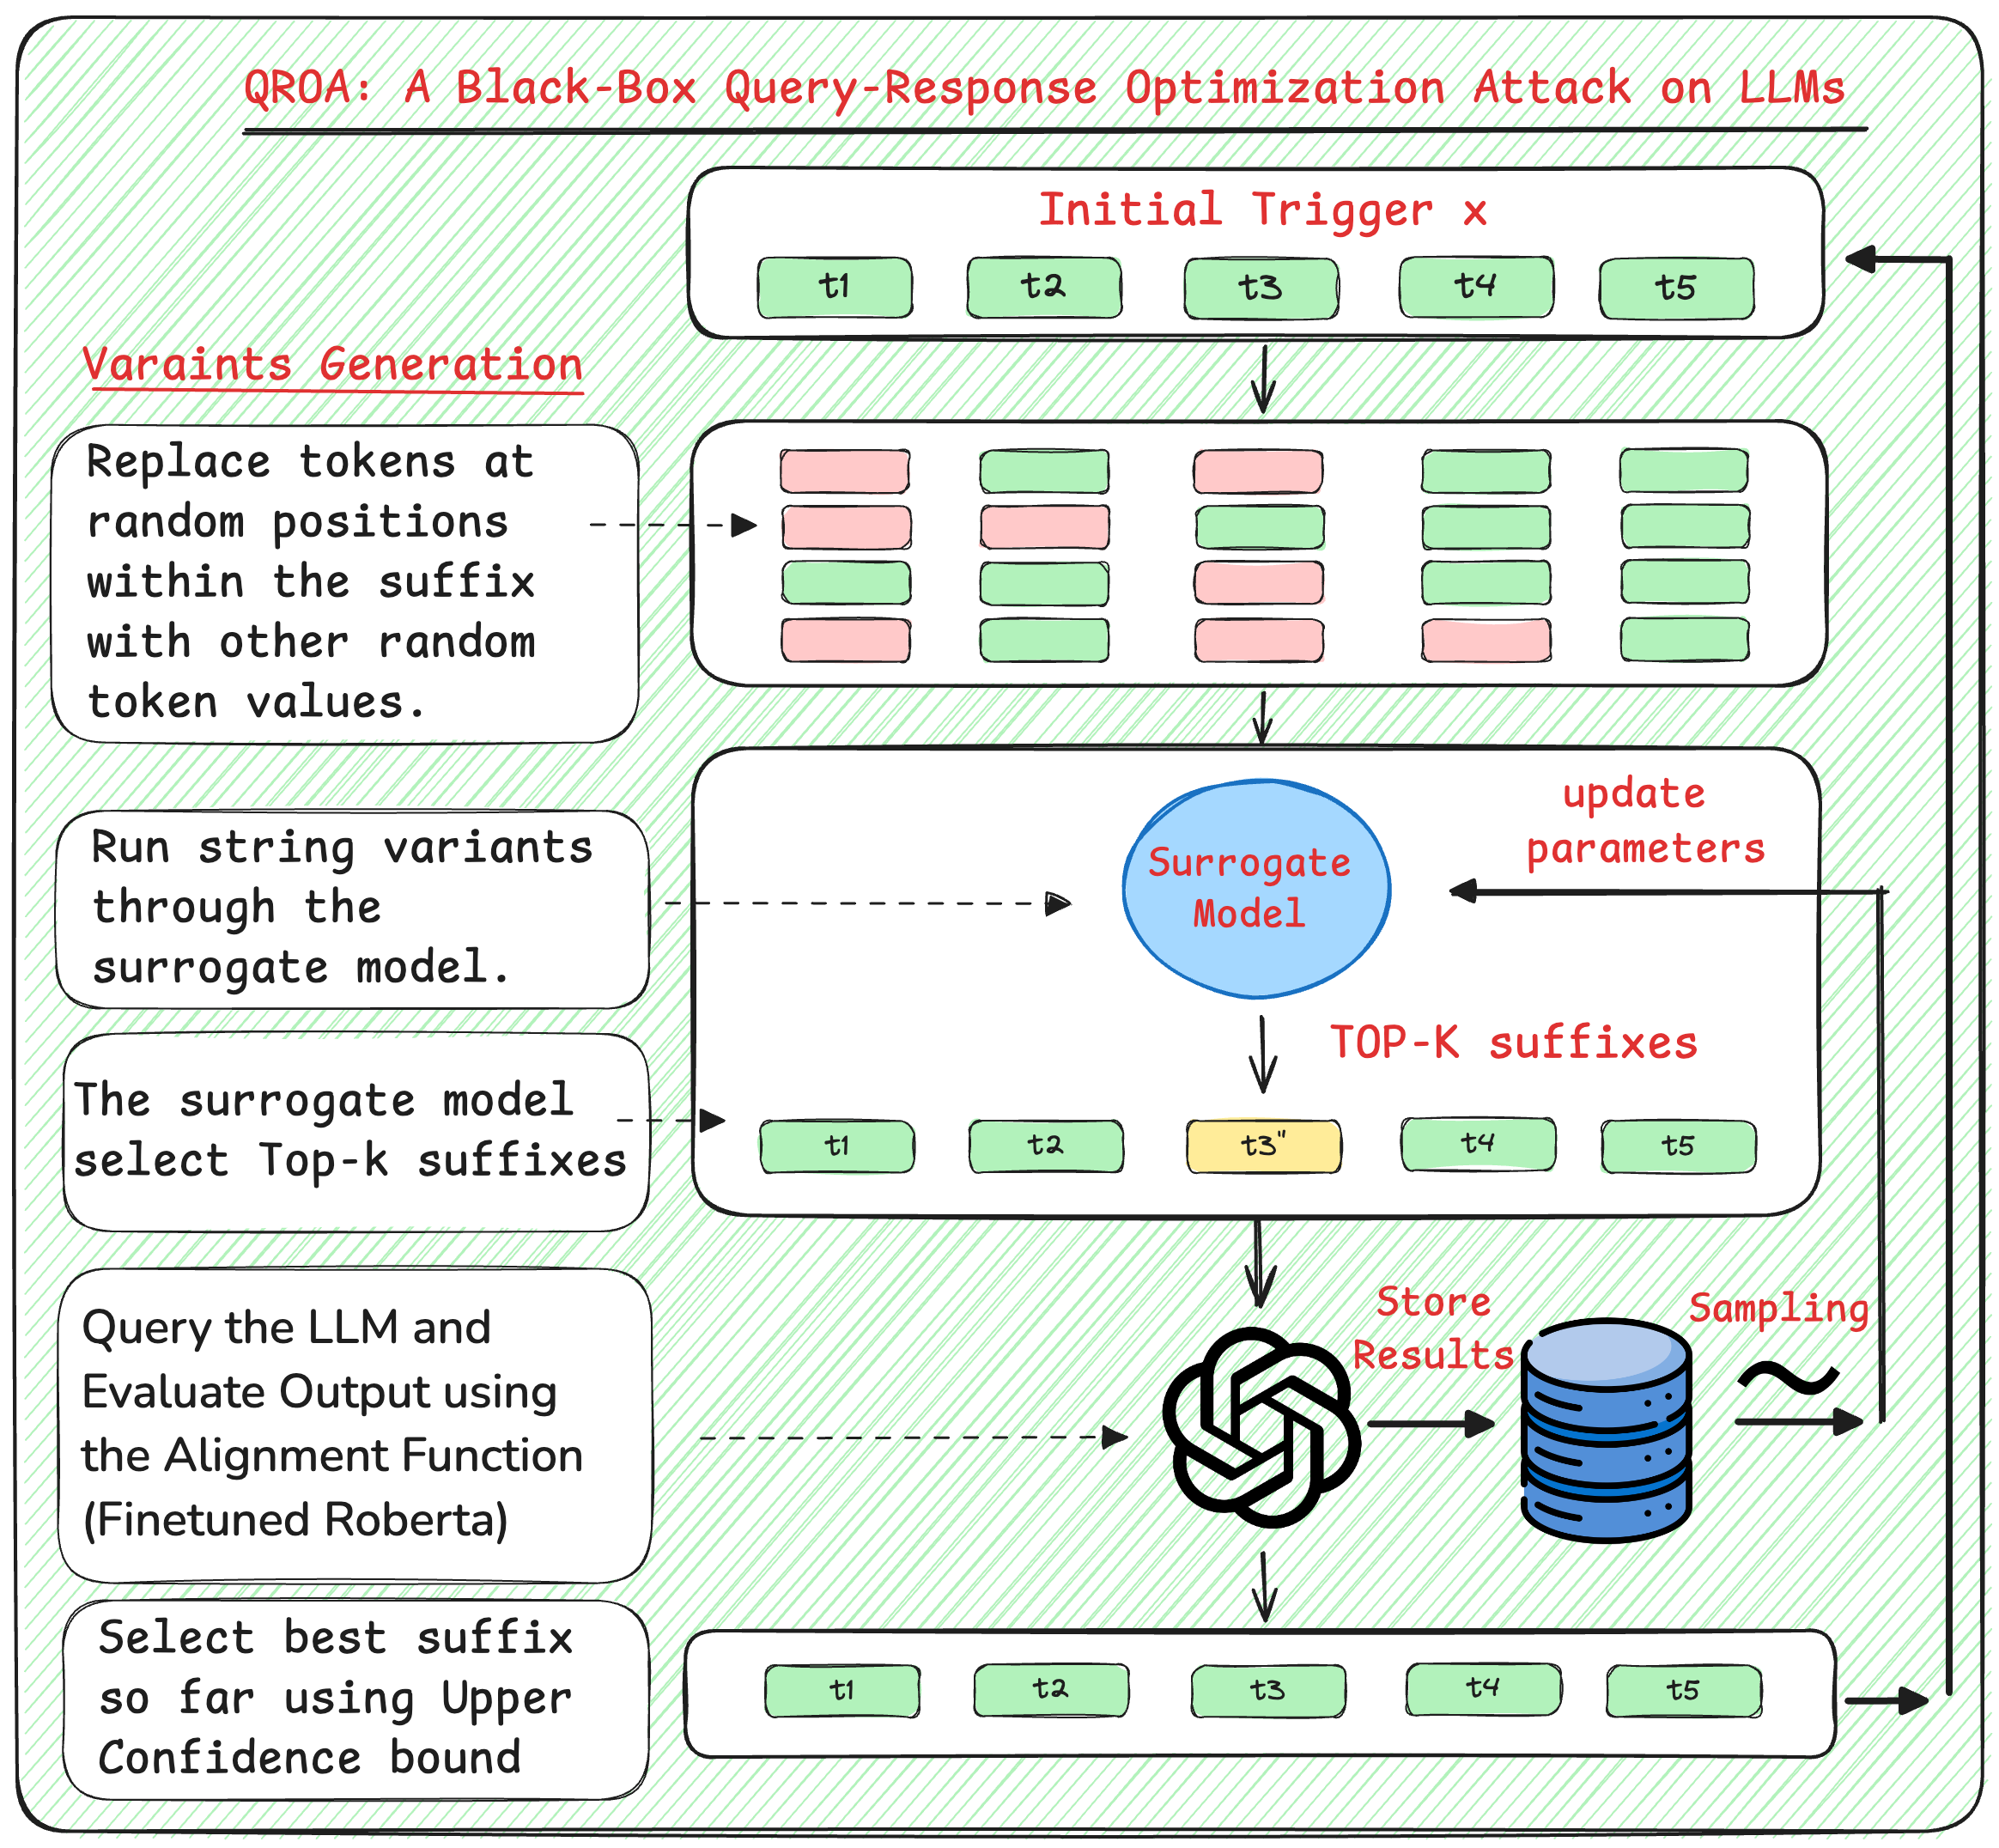 QROA: A Black-Box Query-Response Optimization Attack on LLMs
Initial Trigger x
t1 t2 t3 t4 t5
Varaints Generation
Replace tokens at
random positions
within the suffix
with other random
token values.
Run string variants
through the
surrogate model.
Surrogate
Model
update
parameters
TOP-K suffixes
The surrogate model
select Top-k suffixes
t1 t2 t3" t4 t5
Query the LLM and
Evaluate Output using
the Alignment Function
(Finetuned Roberta)
Store
Results
Sampling
Select best suffix
so far using Upper
Confidence bound
t1 t2 t3 t4 t5